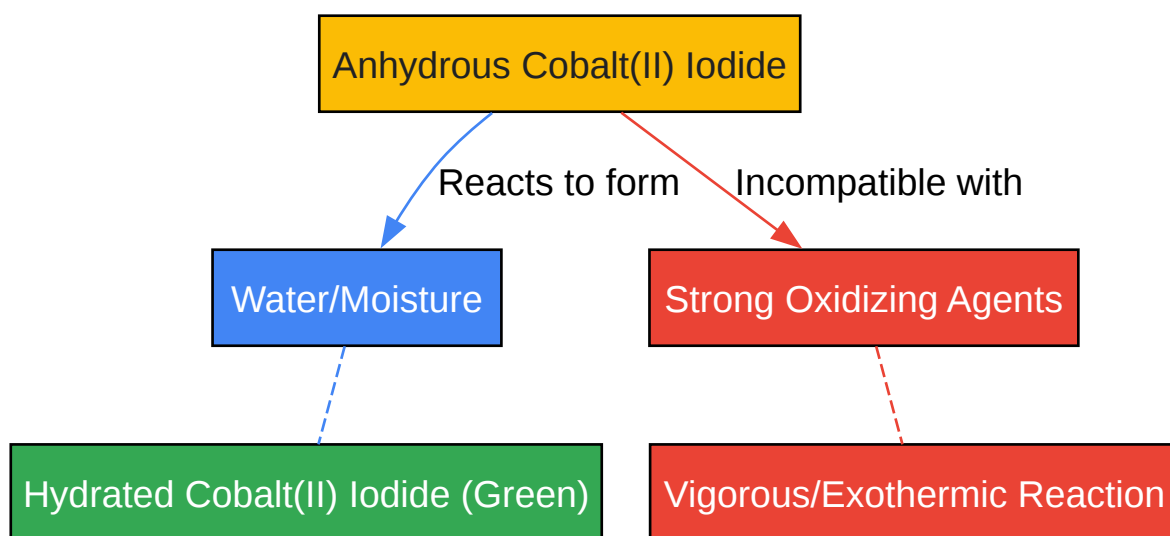 Anhydrous Cobalt(II) Iodide
Reacts to form
Incompatible with
Water/Moisture
Strong Oxidizing Agents
Hydrated Cobalt(II) Iodide (Green)
Vigorous/Exothermic Reaction